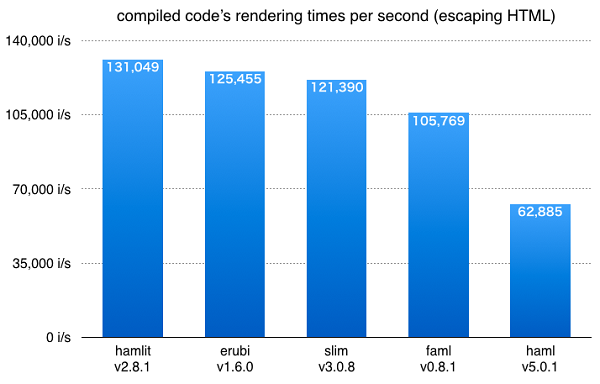 compiled code's rendering times per second (escaping HTML)
140,000 i/s
131,049
125,455
121,390
105,000 i/s
105,769
70,000 i/s
62,885
35,000 i/s
0 i/s
hamlit erubi slim faml haml
v2.8.1 v1.6.0 v3.0.8 v0.8.1 v5.0.1